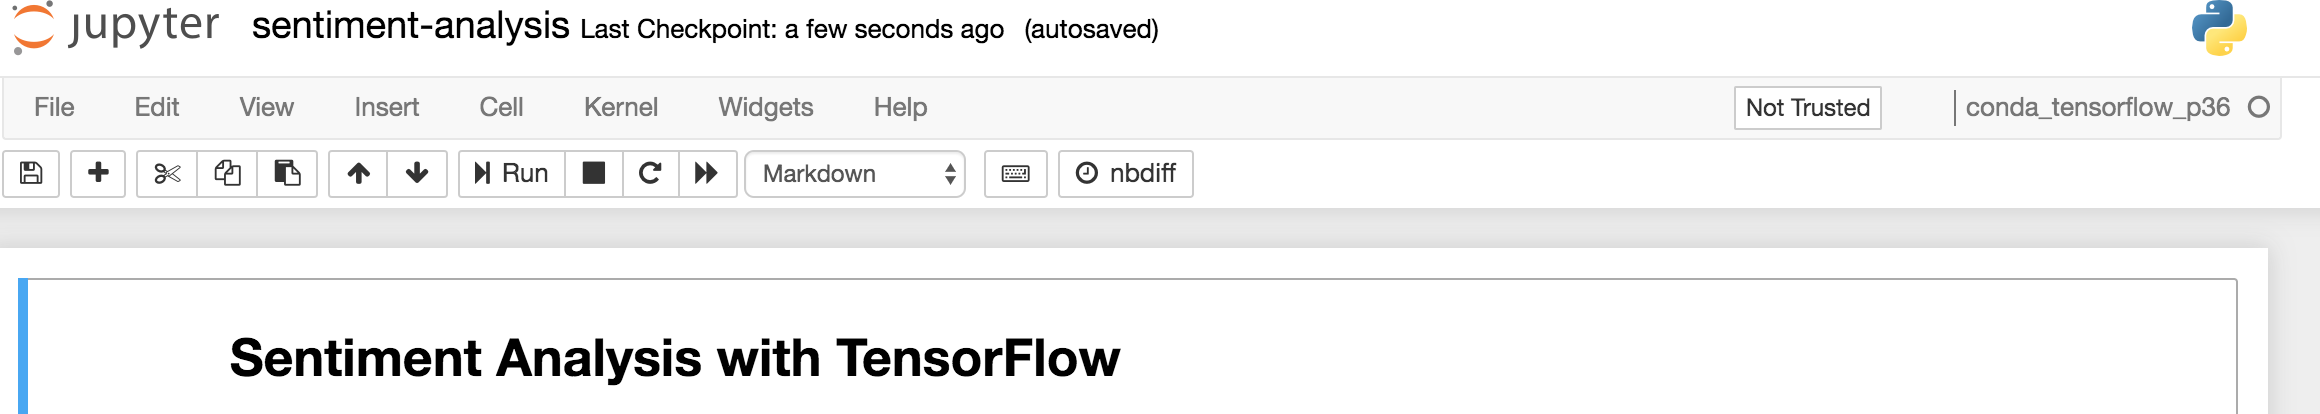 jupyter sentiment-analysis Last Checkpoint: a few seconds ago (autosaved)
File Edit View Insert Cell Kernel Widgets Help Not Trusted conda_tensorflow_p36
Run Markdown nbdiff
Sentiment Analysis with TensorFlow